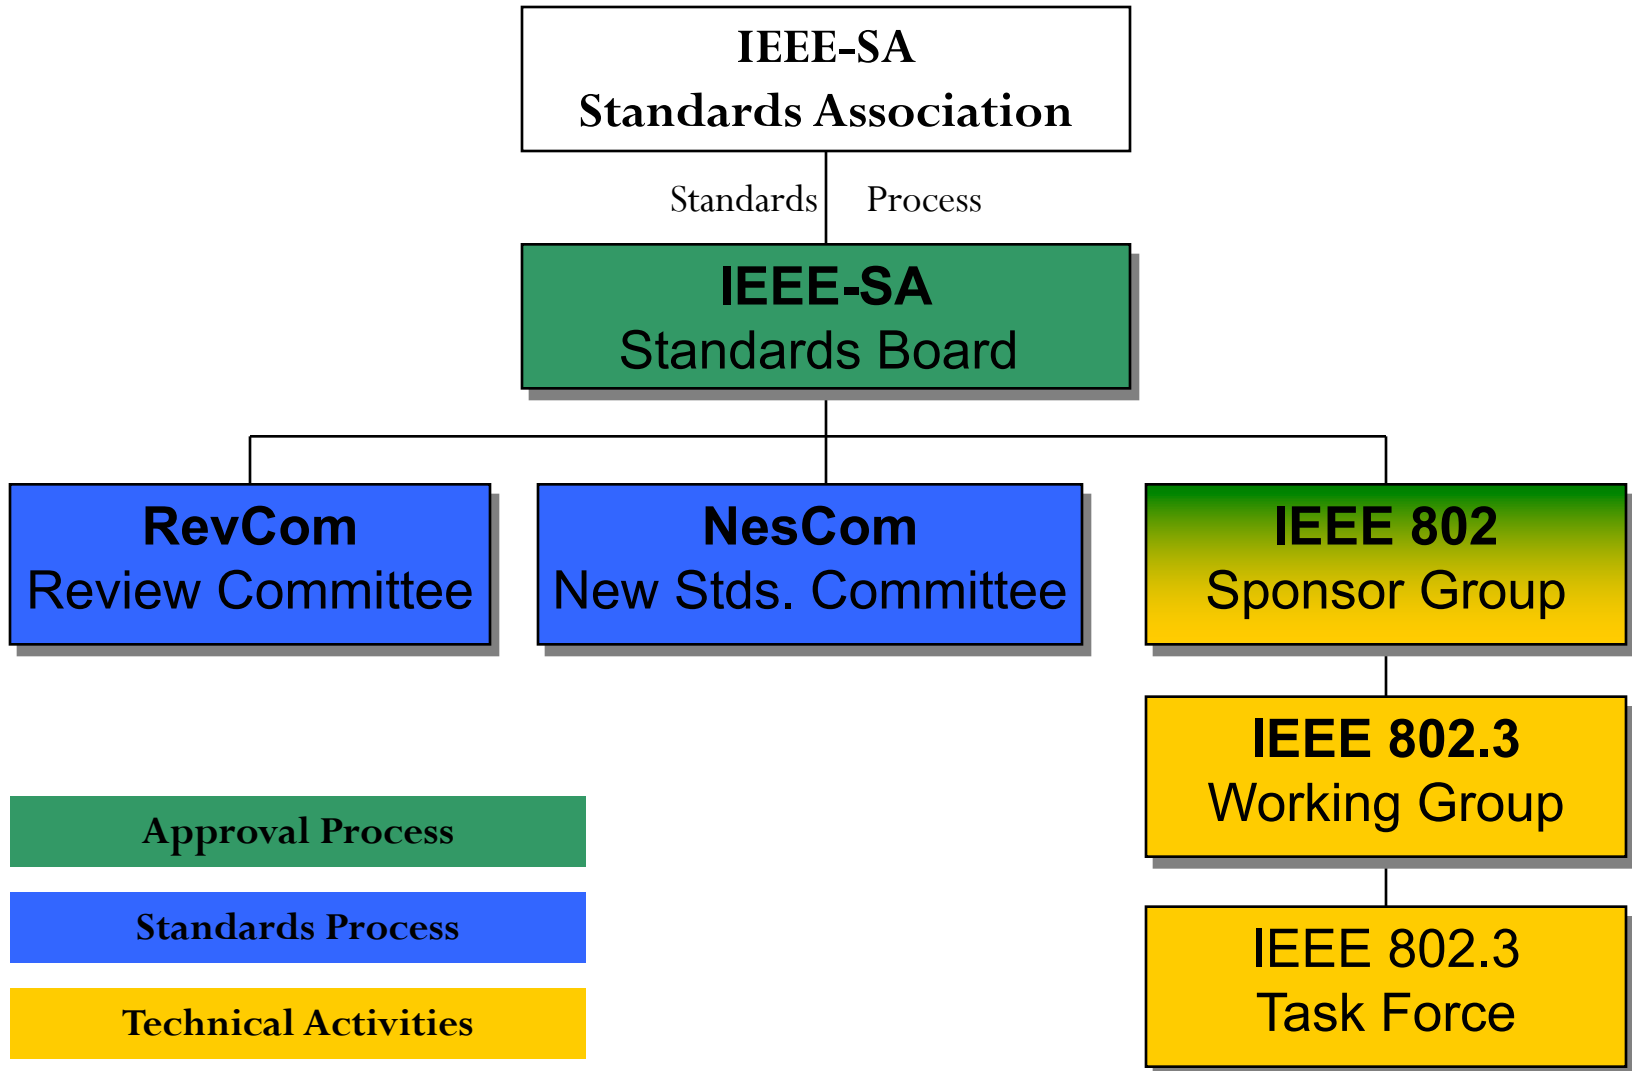 IEEE-SA
Standards Association
Standards Process
IEEE-SA
Standards Board
RevCom
Review Committee
NesCom
New Stds. Committee
IEEE 802
Sponsor Group
IEEE 802.3
Working Group
IEEE 802.3
Task Force
Approval Process
Standards Process
Technical Activities